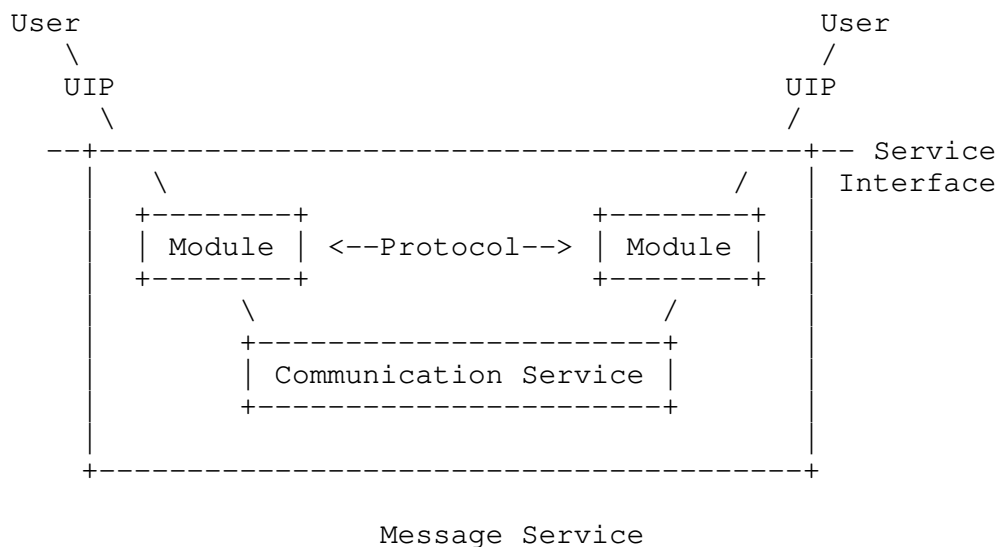 User User
UIP UIP
Service
Interface
Module <--Protocol--> Module
Communication Service
Message Service